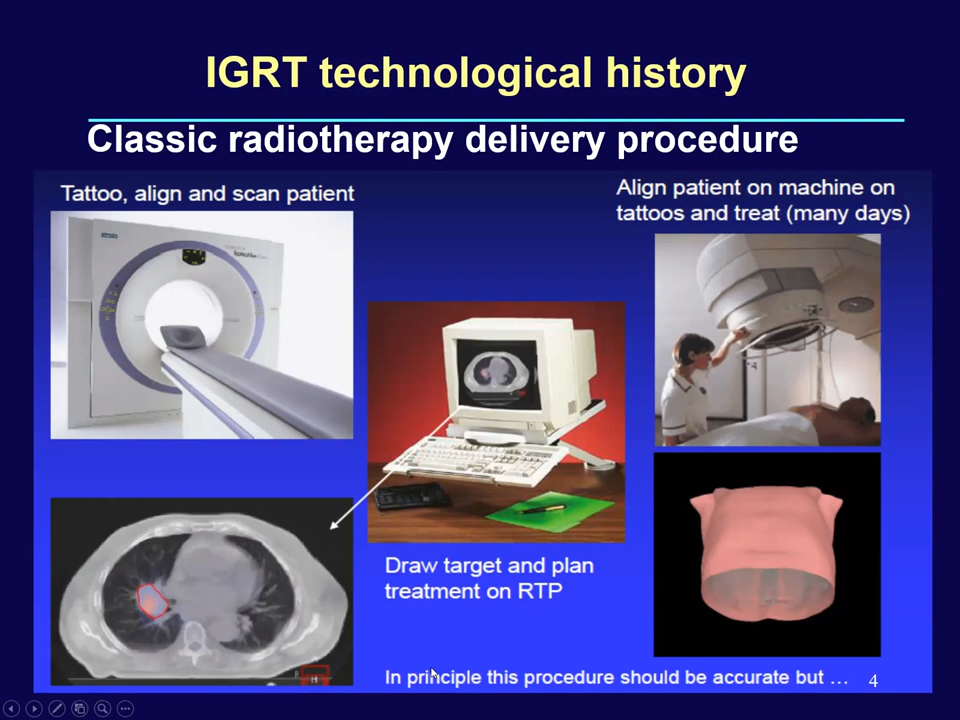 IGRT technological history
Classic radiotherapy delivery procedure
Tattoo, align and scan patient
Align patient on machine on
tattoos and treat (many days)
Draw target and plan
treatment on RTP
In principle this procedure should be accurate but …
4